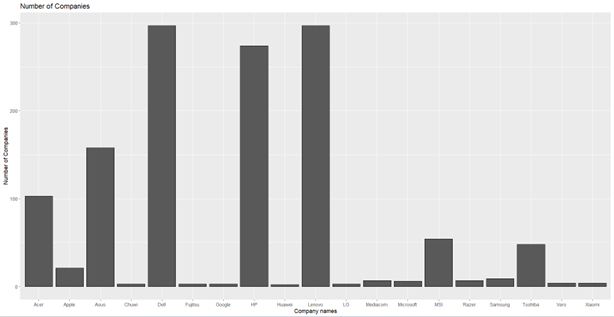 Number of Companies
Number of Companies
300
200
100
0
Acer Apple Asus Chuwi Dell Fujitsu Google HP Huawei Lenovo LG Mediacom Microsoft MSI Razer Samsung Toshiba Vero Xiaomi
Company names